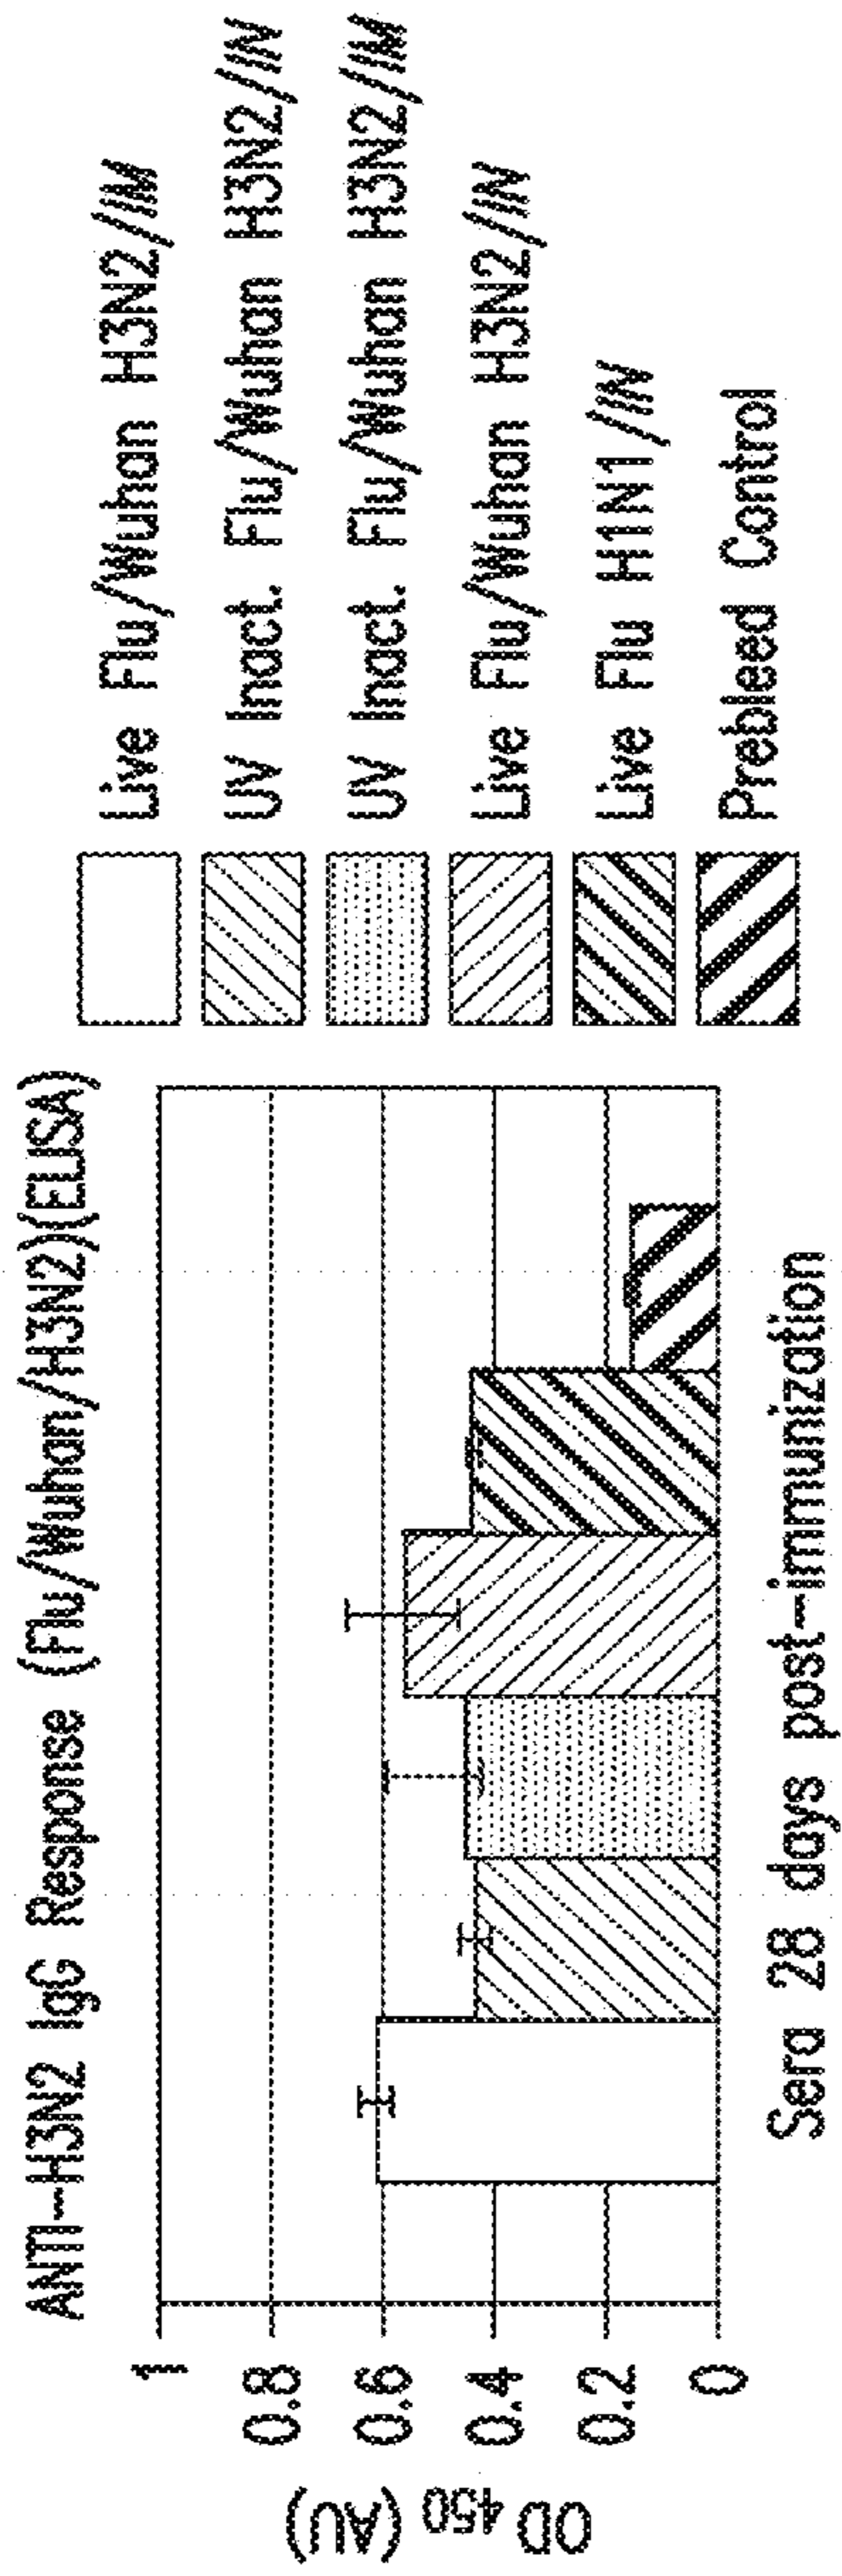 ANTI-H3N2 IgG Response (Flu/Wuhan/H3N2)(ELISA)
OD 450 (AU)
1
0.8
0.6
0.4
0.2
0
Sera 28 days post-immunization
Live Flu/Wuhan H3N2/IM
UV Inact. Flu/Wuhan H3N2/IN
UV Inact. Flu/Wuhan H3N2/IM
Live Flu/Wuhan H3N2/IN
Live Flu H1N1/IN
Prebleed Control